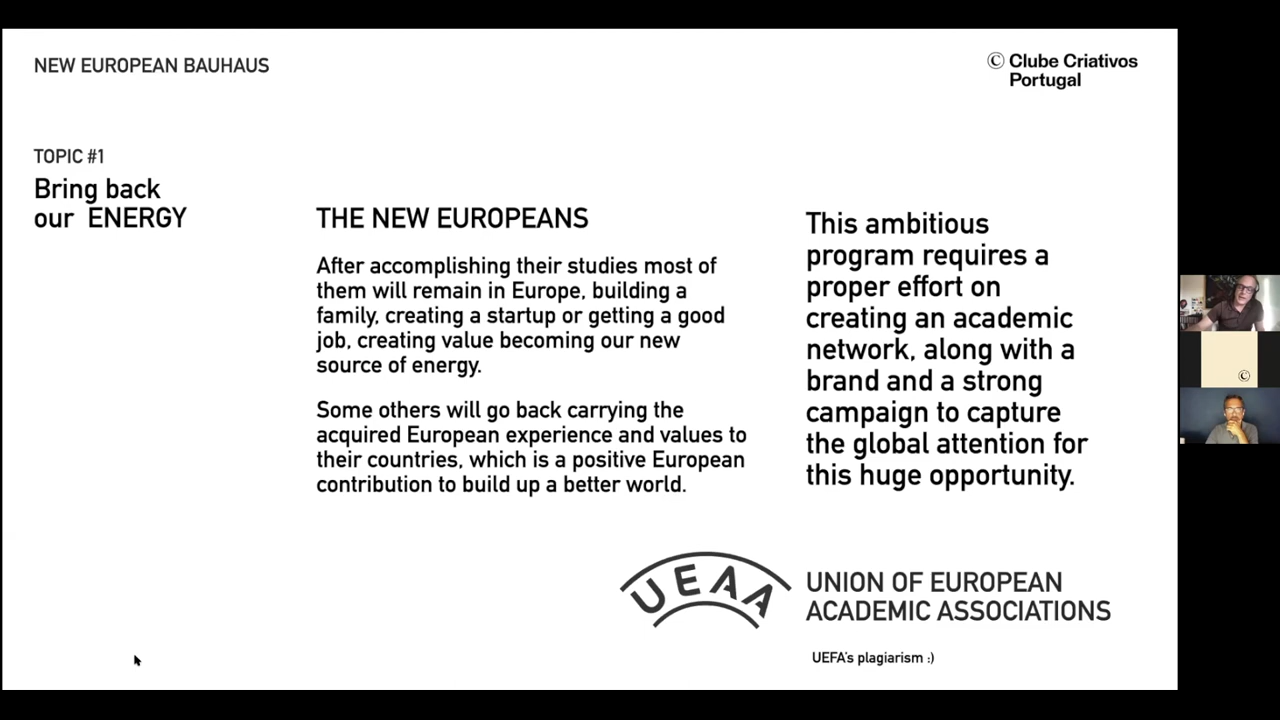 NEW EUROPEAN BAUHAUS
© Clube Criativos
Portugal
TOPIC #1
Bring back
our ENERGY
THE NEW EUROPEANS
After accomplishing their studies most of
them will remain in Europe, building a
family, creating a startup or getting a good
job, creating value becoming our new
source of energy.
Some others will go back carrying the
acquired European experience and values to
their countries, which is a positive European
contribution to build up a better world.
This ambitious
program requires a
proper effort on
creating an academic
network, along with a
brand and a strong
campaign to capture
the global attention for
this huge opportunity.
UEAA
UNION OF EUROPEAN
ACADEMIC ASSOCIATIONS
UEFA's plagiarism :)
©